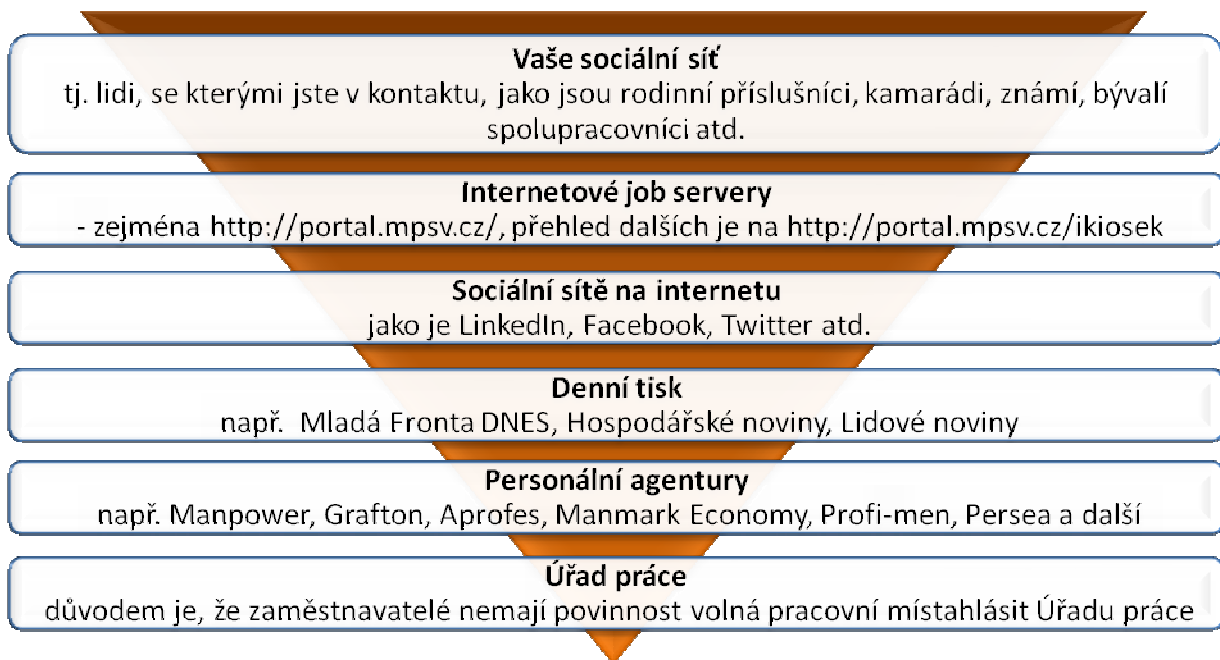 Vaše sociální síť
tj. lidi, se kterými jste v kontaktu, jako jsou rodinní příslušníci, kamarádi, známí, bývalí
spolupracovníci atd.
Internetové job servery
- zejména http://portal.mpsv.cz/, přehled dalších je na http://portal.mpsv.cz/ikiosek
Sociální sítě na internetu
jako je LinkedIn, Facebook, Twitter atd.
Denní tisk
např. Mladá Fronta DNES, Hospodářské noviny, Lidové noviny
Personální agentury
např. Manpower, Grafton, Aprofes, Manmark Economy, Profi-men, Persea a další
Úřad práce
důvodem je, že zaměstnavatelé nemají povinnost volná pracovní místahlásit Úřadu práce